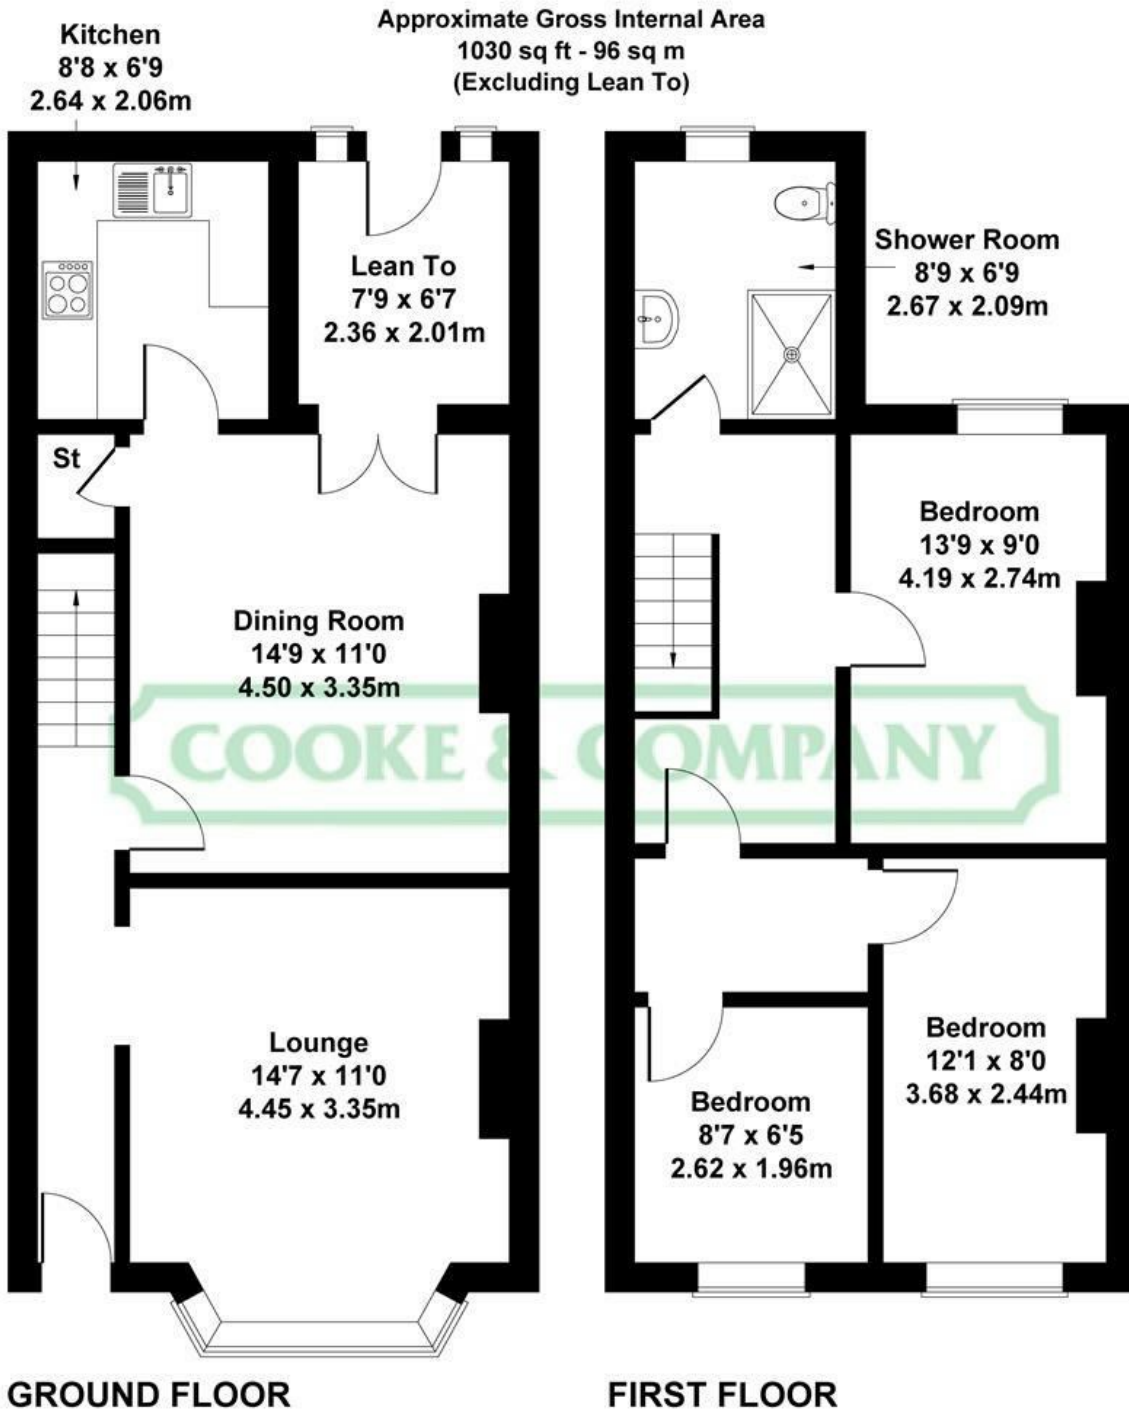 Approximate Gross Internal Area
1030 sq ft - 96 sq m
(Excluding Lean To)
Kitchen
8'8 x 6'9
2.64 x 2.06m
Lean To
7'9 x 6'7
2.36 x 2.01m
Shower Room
8'9 x 6'9
2.67 x 2.09m
St
Bedroom
13'9 x 9'0
4.19 x 2.74m
Dining Room
14'9 x 11'0
4.50 x 3.35m
COOKE & COMPANY
Lounge
14'7 x 11'0
4.45 x 3.35m
Bedroom
12'1 x 8'0
3.68 x 2.44m
Bedroom
8'7 x 6'5
2.62 x 1.96m
GROUND FLOOR
FIRST FLOOR